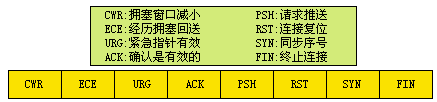 CWR:拥塞窗口减小 PSH:请求推送
ECE:经历拥塞回送 RST:连接复位
URG:紧急指针有效 SYN:同步序号
ACK:确认是有效的 FIN:终止连接
CWR ECE URG ACK PSH RST SYN FIN